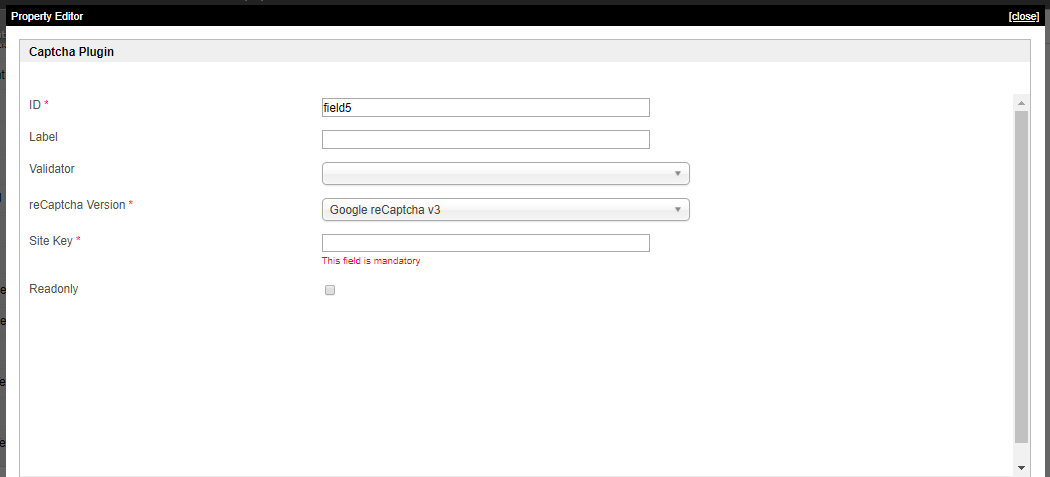 Property Editor [close]
Captcha Plugin
ID *
field5
Label
Validator
reCaptcha Version *
Google reCaptcha v3
Site Key *
This field is mandatory
Readonly